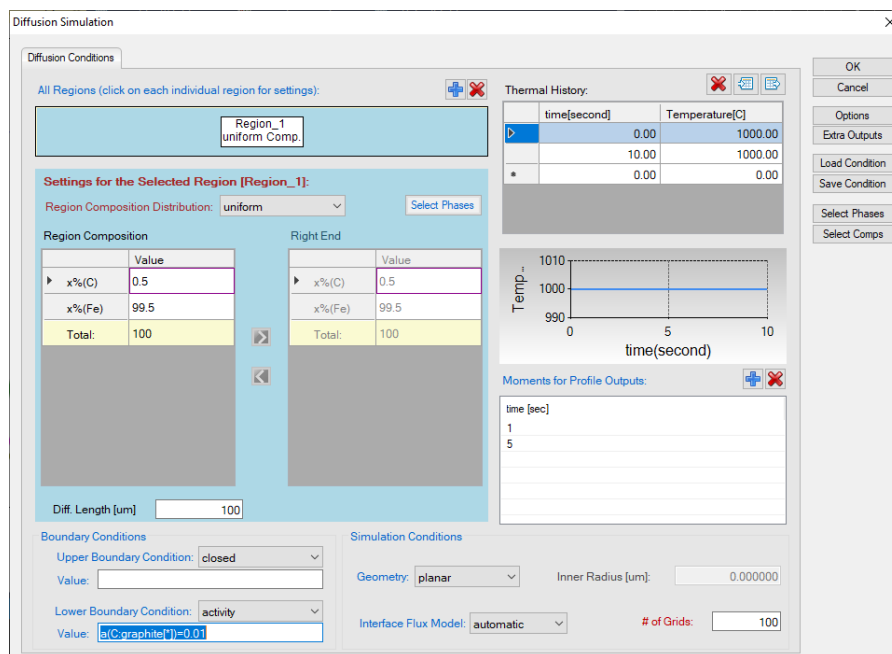 Diffusion Simulation
Diffusion Conditions
All Regions (click on each individual region for settings):
Region_1
uniform Comp.
Settings for the Selected Region [Region_1]:
Region Composition Distribution: uniform
Select Phases
Region Composition
Right End
Value
x%(C) 0.5
x%(Fe) 99.5
Total: 100
Value
x%(C) 0.5
x%(Fe) 99.5
Total: 100
Diff. Length [um] 100
Boundary Conditions
Upper Boundary Condition: closed
Value:
Lower Boundary Condition: activity
Value: a(C:graphite[*])=0.01
Thermal History:
time[second] Temperature[C]
0.00 1000.00
10.00 1000.00
* 0.00 0.00
Temp..
1010
1000
990
0 5 10
time(second)
Moments for Profile Outputs:
time [sec]
1
5
Simulation Conditions
Geometry: planar
Inner Radius [um]: 0.000000
Interface Flux Model: automatic
# of Grids: 100
OK
Cancel
Options
Extra Outputs
Load Condition
Save Condition
Select Phases
Select Comps